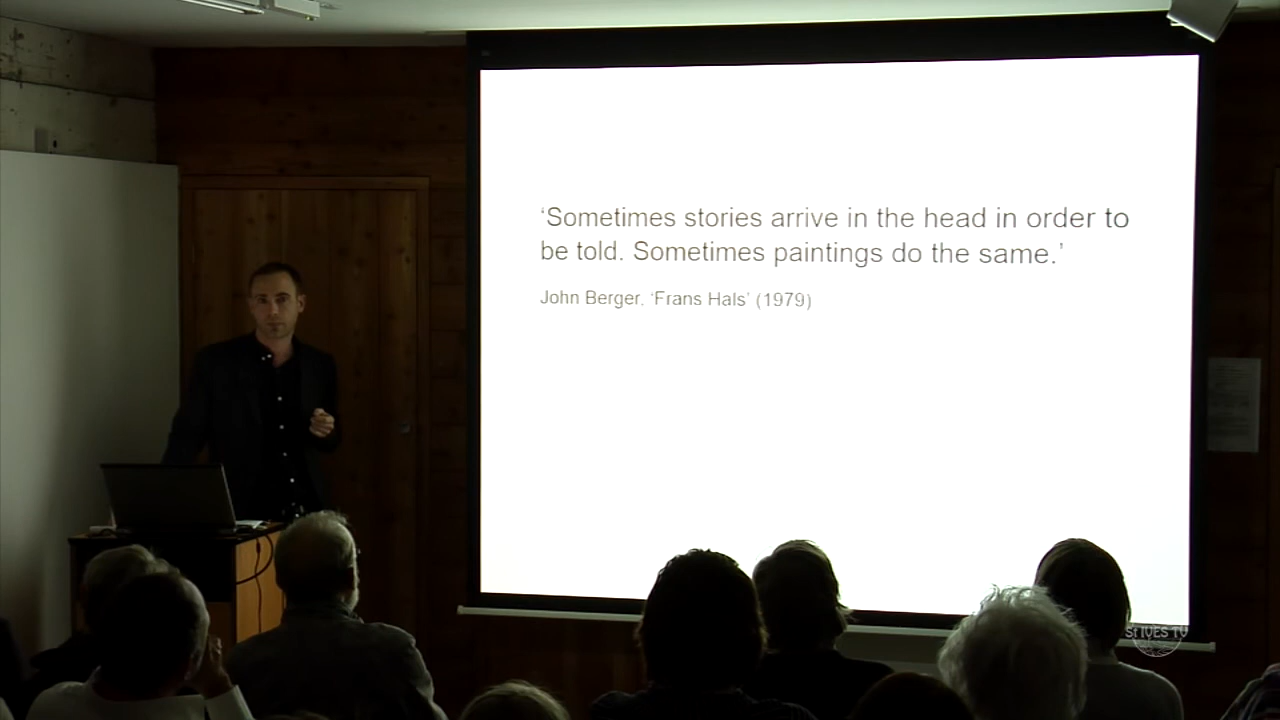 ‘Sometimes stories arrive in the head in order to
be told. Sometimes paintings do the same.’
John Berger, ‘Frans Hals’ (1979)
ST IVES TV